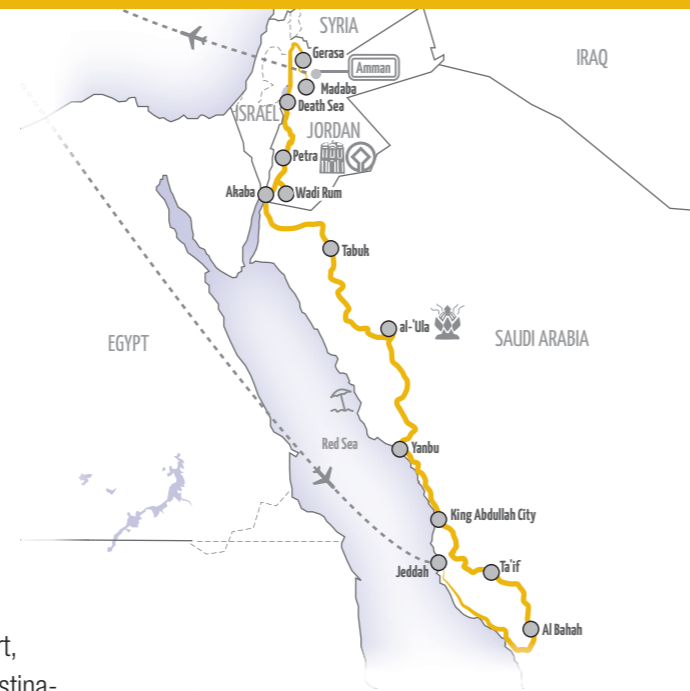 SYRIA
Gerasa
IRAQ
Amman
Madaba
Death Sea
ISRAEL
JORDAN
Petra
Akaba
Wadi Rum
Tabuk
al-'Ula
EGYPT
SAUDI ARABIA
Red Sea
Yanbu
King Abdullah City
Jeddah
Ta'if
Al Bahah
rt,
stina-